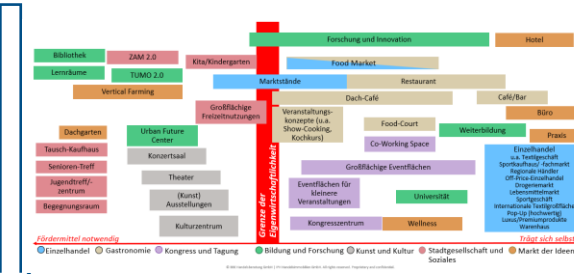 Forschung und Innovation
Hotel
Bibliothek
ZAM 2.0
Kita/Kindergarten
Food Market
Lernräume
TUMO 2.0
Marktstände
Restaurant
Vertical Farming
Dach-Café
Café/Bar
Großflächige
Freizeitnutzungen
Veranstaltungs-
konzepte (u.a.
Show-Cooking,
Kochkurs)
Büro
Food-Court
Weiterbildung
Praxis
Dachgarten
Urban Future
Center
Co-Working Space
Tausch-Kaufhaus
Konzertsaal
Einzelhandel
u.a. Textilgeschäft
Sportkaufhaus/ -fachmarkt
Regionale Händler
Off-Price-Einzelhandel
Drogeriemarkt
Lebensmittelmarkt
Sportgeschäft
Internationale Textilgroßfläche
Pop-Up (hochwertig)
Luxus/Premiumprodukte
Warenhaus
Senioren-Treff
Großflächige Eventflächen
Jugendtreff/-
zentrum
Theater
Eventflächen für
kleinere
Veranstaltungen
Begegnungsraum
(Kunst)
Ausstellungen
Universität
Kulturzentrum
Kongresszentrum
Wellness
Grenze der
Eigenwirtschaftlichkeit
Fördermittel notwendig
Trägt sich selbst
Einzelhandel
Gastronomie
Kongress und Tagung
Bildung und Forschung
Kunst und Kultur
Stadtgesellschaft und
Soziales
Markt der Ideen